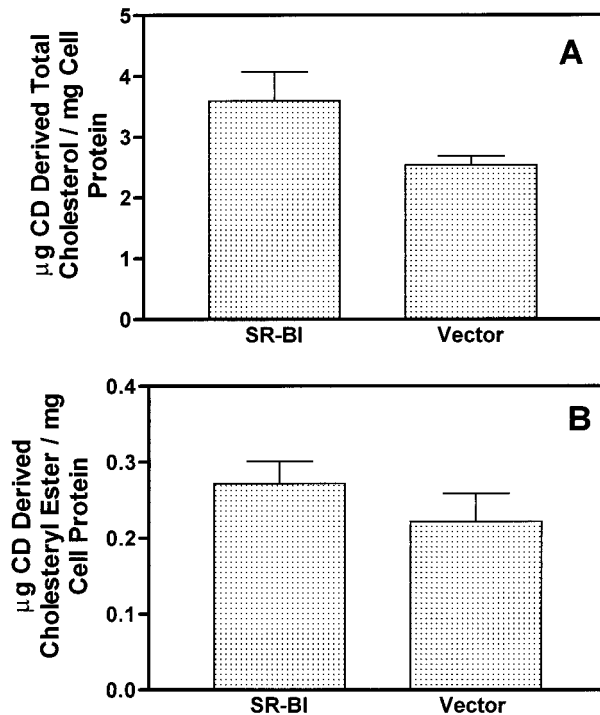 A
µg CD Derived Total
Cholesterol / mg Cell
Protein
5
4
3
2
1
0
SR-BI Vector
B
µg CD Derived
Cholesteryl Ester / mg
Cell Protein
0.4
0.3
0.2
0.1
0.0
SR-BI Vector